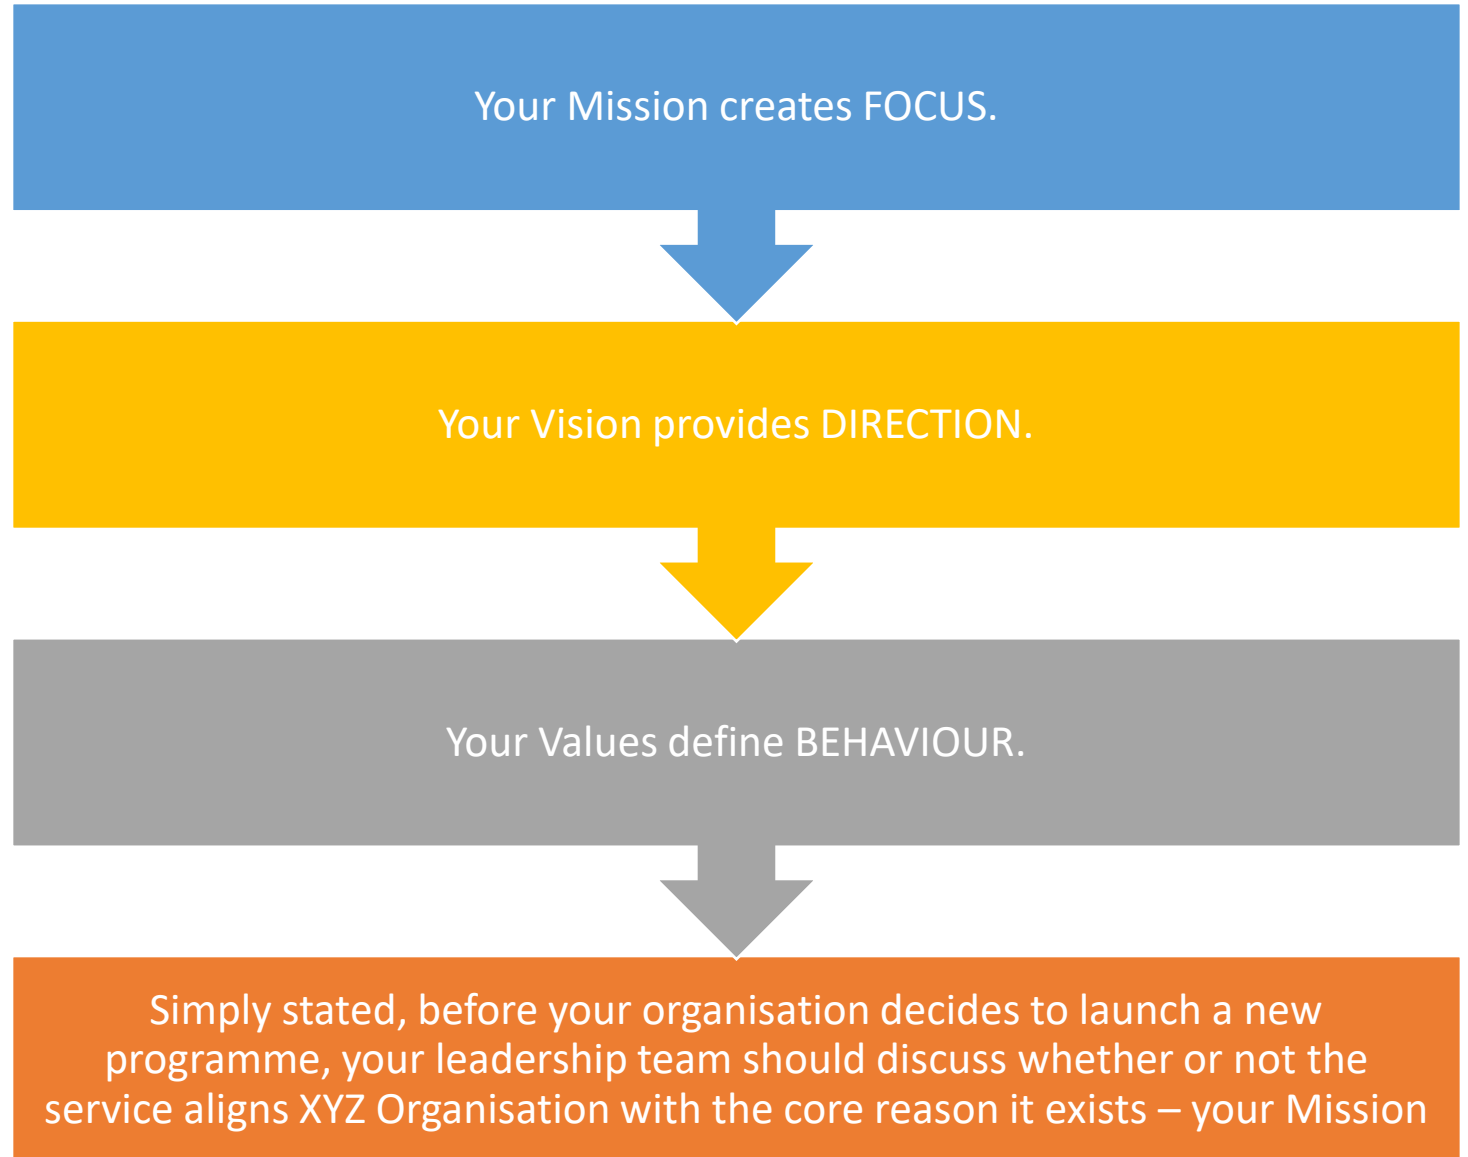 Your Mission creates FOCUS.
Your Vision provides DIRECTION.
Your Values define BEHAVIOUR.
Simply stated, before your organisation decides to launch a new
programme, your leadership team should discuss whether or not the
service aligns XYZ Organisation with the core reason it exists – your Mission